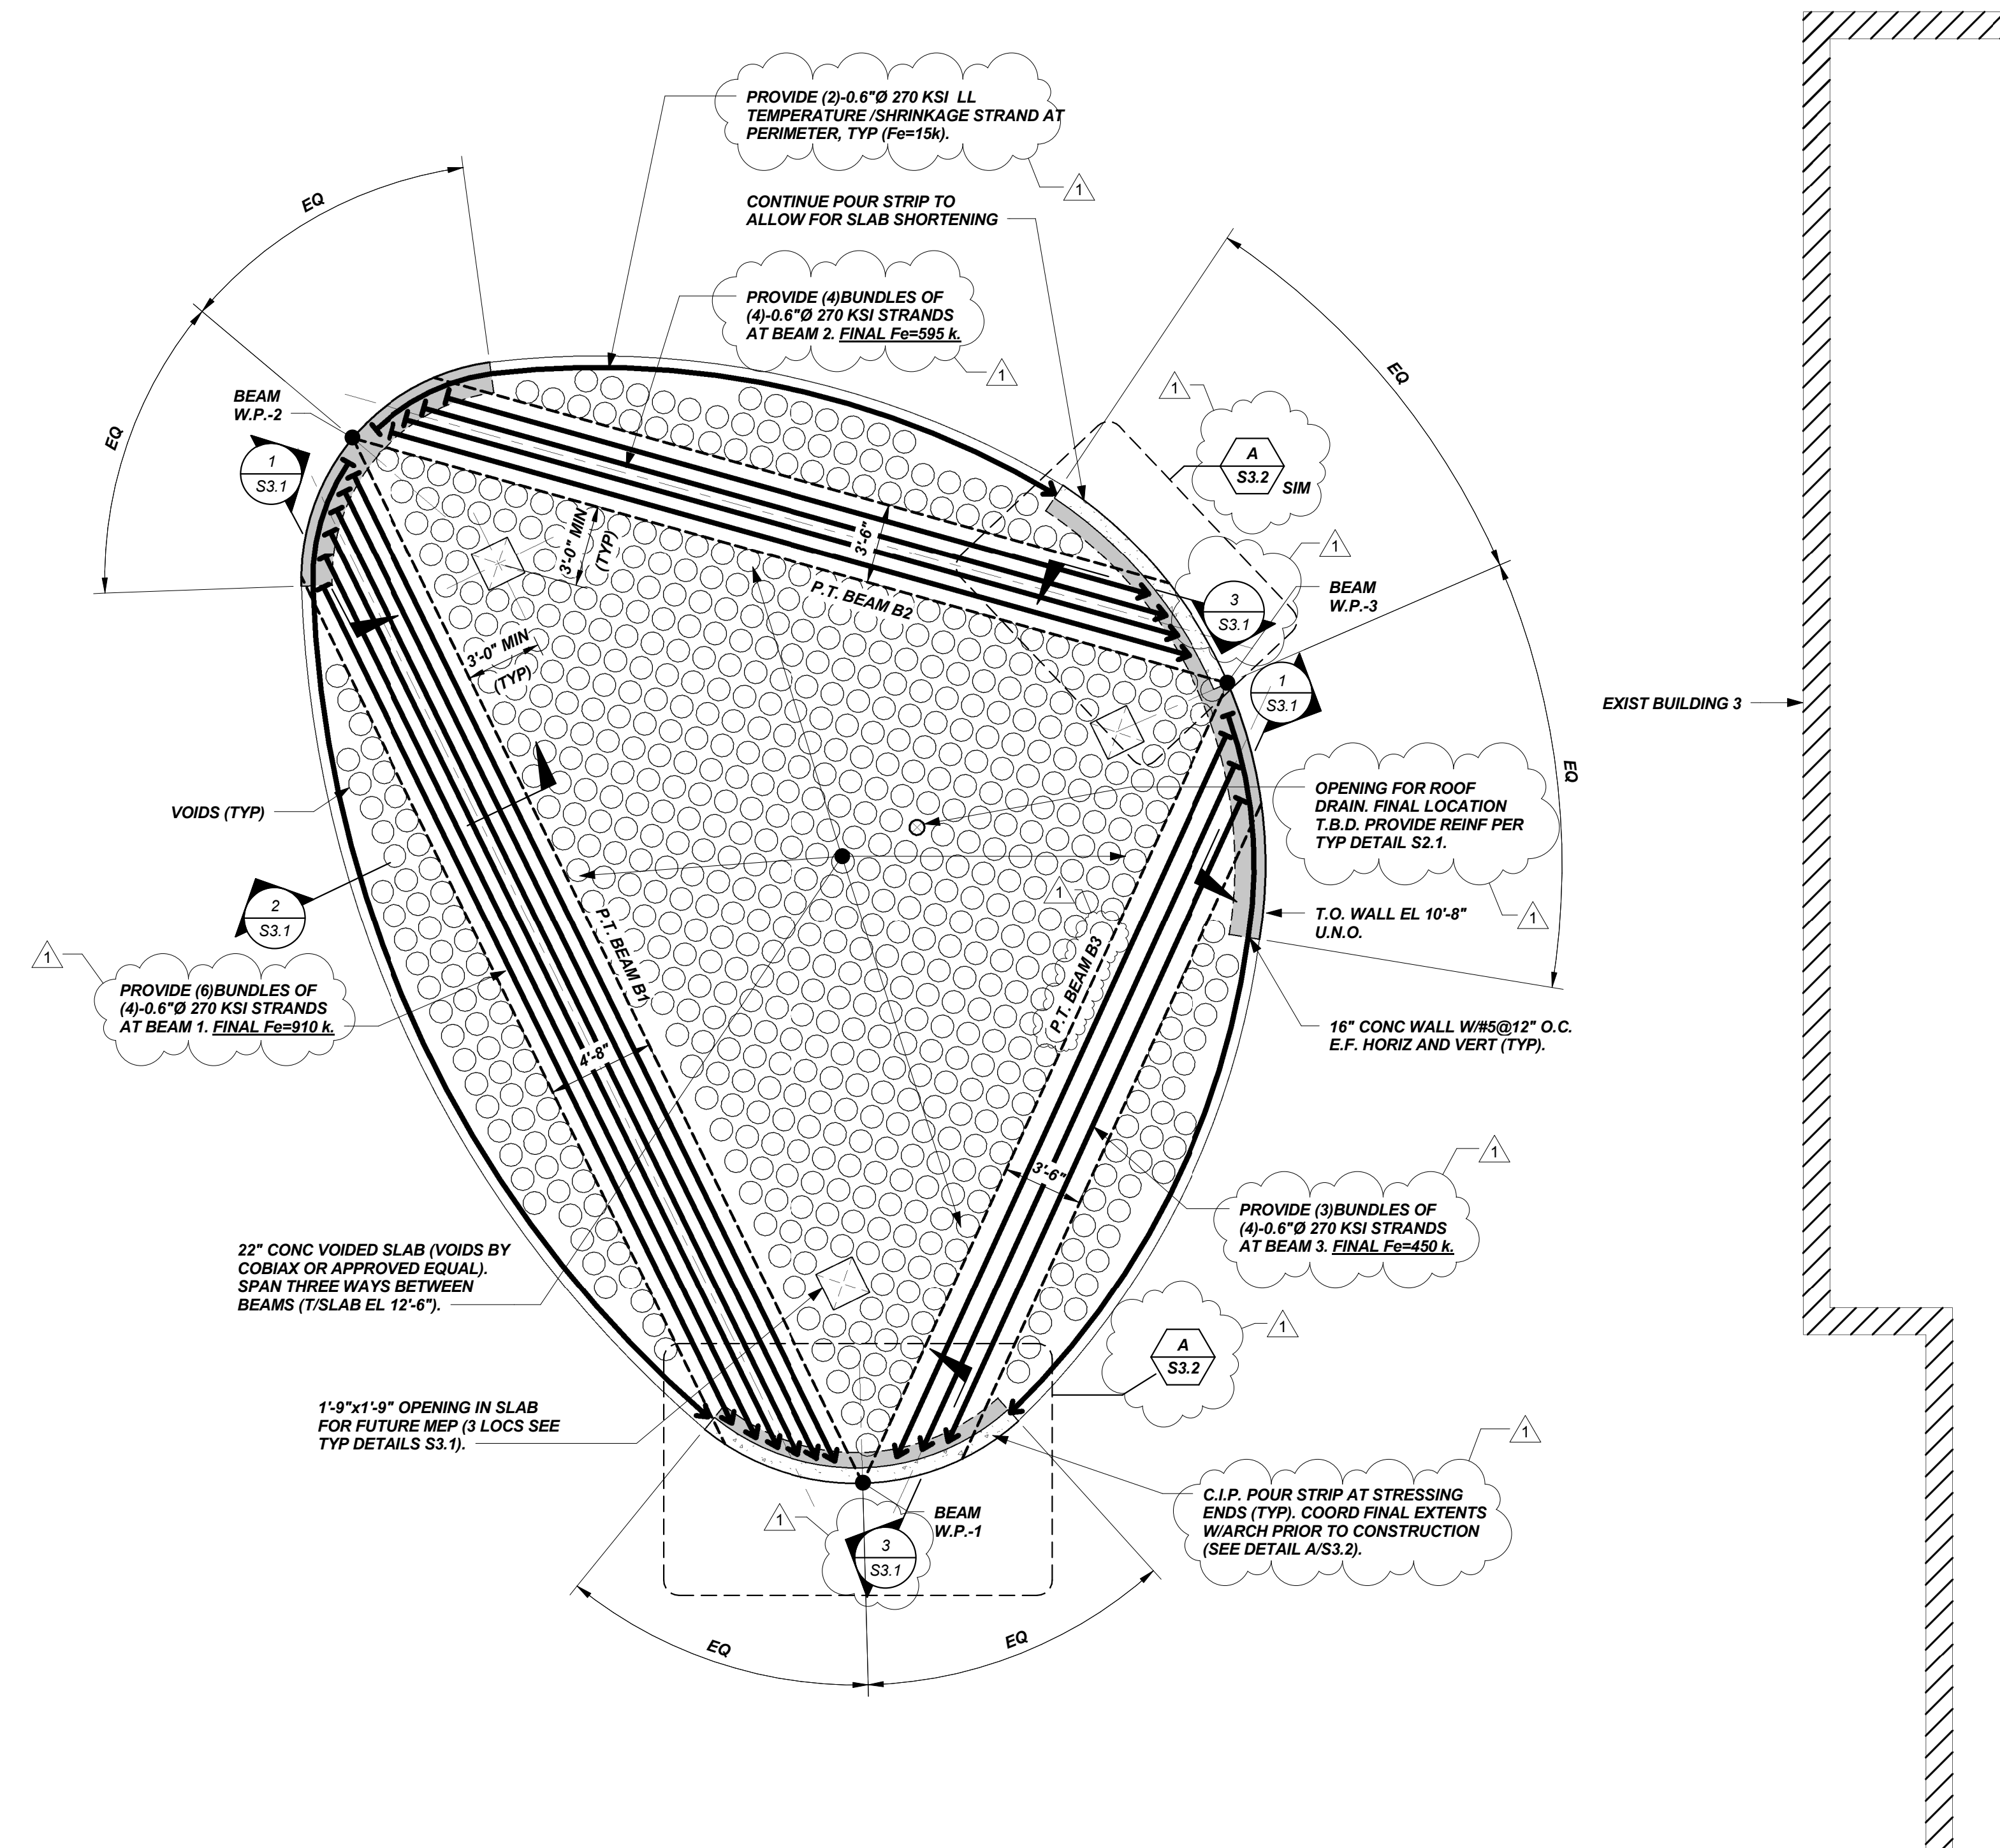 PROVIDE (2)-0.6"Ø 270 KSI LL
TEMPERATURE /SHRINKAGE STRAND AT
PERIMETER, TYP (Fe=15k).
1
CONTINUE POUR STRIP TO
ALLOW FOR SLAB SHORTENING
EQ
PROVIDE (4)BUNDLES OF
(4)-0.6"Ø 270 KSI STRANDS
AT BEAM 2. FINAL Fe=595 k.
1
EQ
1
A
S3.2
SIM
BEAM
W.P.-2
EQ
1
S3.1
3'-0" MIN
(TYP)
3'-6"
P.T. BEAM B2
1
3
S3.1
BEAM
W.P.-3
3'-0" MIN
(TYP)
1
S3.1
EXIST BUILDING 3
EQ
VOIDS (TYP)
OPENING FOR ROOF
DRAIN. FINAL LOCATION
T.B.D. PROVIDE REINF PER
TYP DETAIL S2.1.
1
2
S3.1
1
P.T. BEAM B1
P.T. BEAM B3
T.O. WALL EL 10'-8"
U.N.O.
1
PROVIDE (6)BUNDLES OF
(4)-0.6"Ø 270 KSI STRANDS
AT BEAM 1. FINAL Fe=910 k.
4'-8"
16" CONC WALL W/#5@12" O.C.
E.F. HORIZ AND VERT (TYP).
3'-6"
1
PROVIDE (3)BUNDLES OF
(4)-0.6"Ø 270 KSI STRANDS
AT BEAM 3. FINAL Fe=450 k.
22" CONC VOIDED SLAB (VOIDS BY
COBIAX OR APPROVED EQUAL).
SPAN THREE WAYS BETWEEN
BEAMS (T/SLAB EL 12'-6").
1
A
S3.2
1'-9"x1'-9" OPENING IN SLAB
FOR FUTURE MEP (3 LOCS SEE
TYP DETAILS S3.1).
1
C.I.P. POUR STRIP AT STRESSING
ENDS (TYP). COORD FINAL EXTENTS
W/ARCH PRIOR TO CONSTRUCTION
(SEE DETAIL A/S3.2).
1
BEAM
W.P.-1
3
S3.1
EQ
EQ